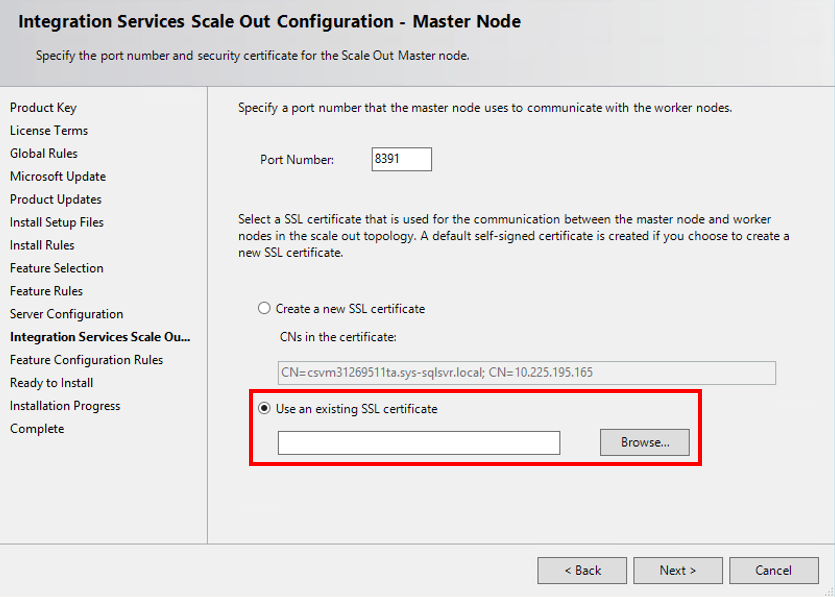 Integration Services Scale Out Configuration - Master Node
Specify the port number and security certificate for the Scale Out Master node.
Product Key
License Terms
Global Rules
Microsoft Update
Product Updates
Install Setup Files
Install Rules
Feature Selection
Feature Rules
Server Configuration
Integration Services Scale Ou...
Feature Configuration Rules
Ready to Install
Installation Progress
Complete
Specify a port number that the master node uses to communicate with the worker nodes.
Port Number:
8391
Select a SSL certificate that is used for the communication between the master node and worker
nodes in the scale out topology. A default self-signed certificate is created if you choose to create a
new SSL certificate.
Create a new SSL certificate
CNs in the certificate:
CN=csvm31269511ta.sys-sqlsvr.local; CN=10.225.195.165
Use an existing SSL certificate
Browse...
< Back
Next >
Cancel